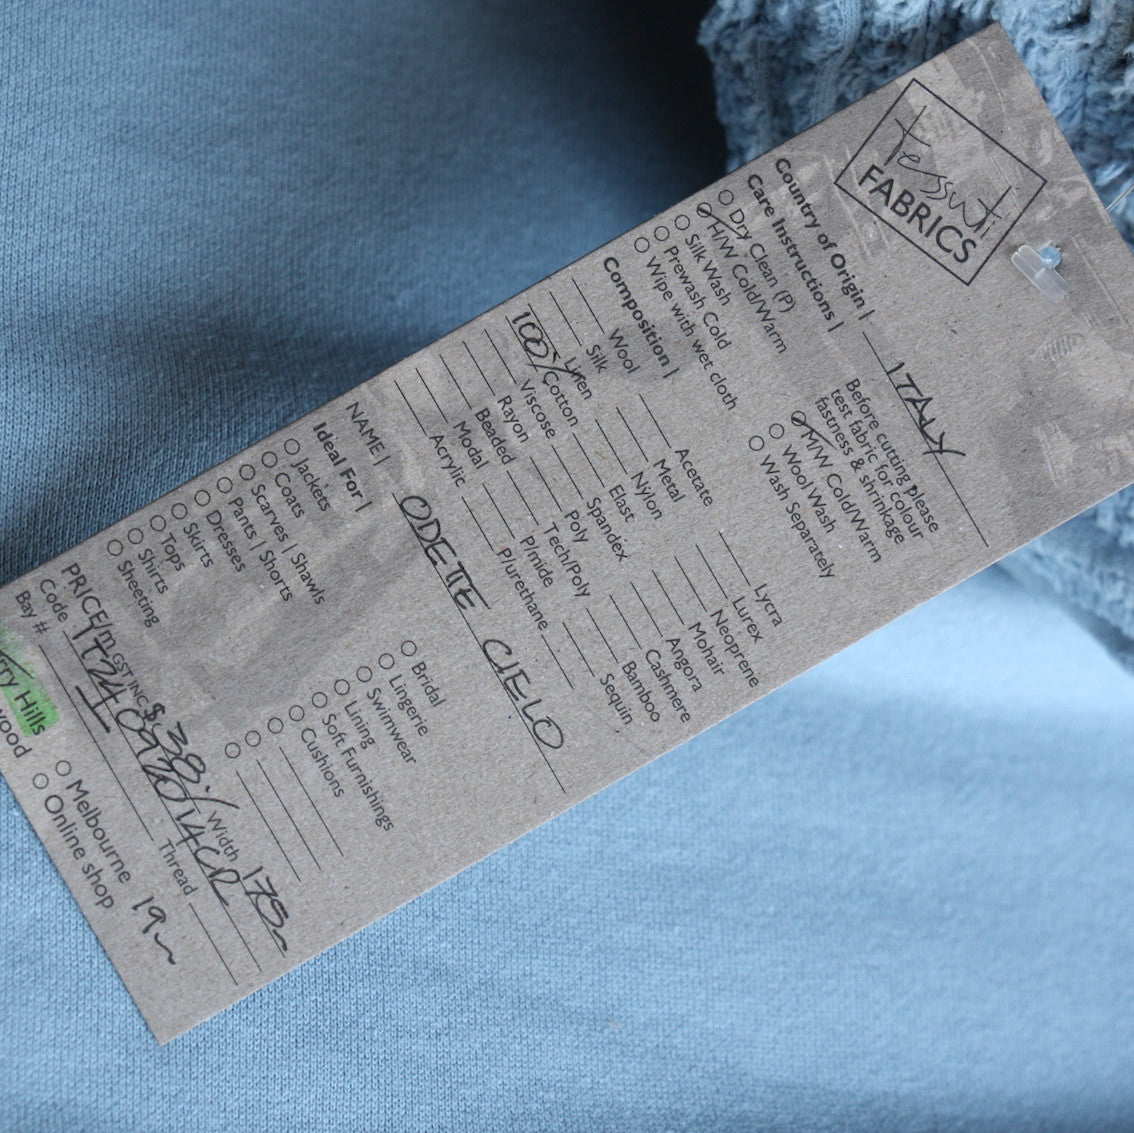 Tessuti
FABRICS
Country of Origin | ITALY
Care Instructions |
Before cutting please
test fabric for colour
fastness & shrinkage
Dry Clean (P)
H/W Cold/Warm
Silk Wash
Prewash Cold
Wipe with wet cloth
M/W Cold/Warm
Wool Wash
Wash Separately
Composition |
Wool
Silk
Linen
100% Cotton
Viscose
Rayon
Beaded
Modal
Acrylic
Acetate
Metal
Nylon
Elast
Spandex
Poly
Tech/Poly
P/mide
P/urethane
Lycra
Lurex
Neoprene
Mohair
Angora
Cashmere
Bamboo
Sequin
NAME | ODETTE CIELO
Ideal For |
Jackets
Coats
Scarves | Shawls
Pants | Shorts
Dresses
Skirts
Tops
Shirts
Sheeting
Bridal
Lingerie
Swimwear
Lining
Soft Furnishings
Cushions
PRICE/m GST INC $ 38.- Width 175
Code
Bay # Thread
rry Hills
wood
Melbourne
Online shop
19m